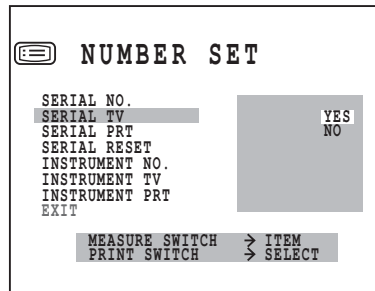 NUMBER SET
SERIAL NO.
SERIAL TV YES
SERIAL PRT NO
SERIAL RESET
INSTRUMENT NO.
INSTRUMENT TV
INSTRUMENT PRT
EXIT
MEASURE SWITCH → ITEM
PRINT SWITCH → SELECT